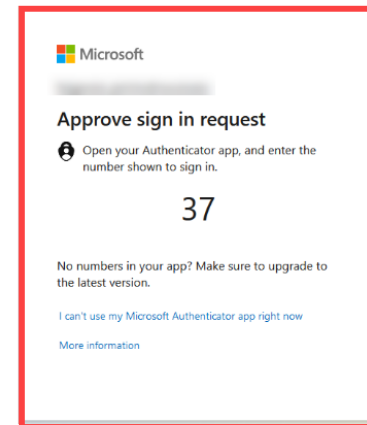 Microsoft
Approve sign in request
Open your Authenticator app, and enter the
number shown to sign in.
37
No numbers in your app? Make sure to upgrade to
the latest version.
I can't use my Microsoft Authenticator app right now
More information